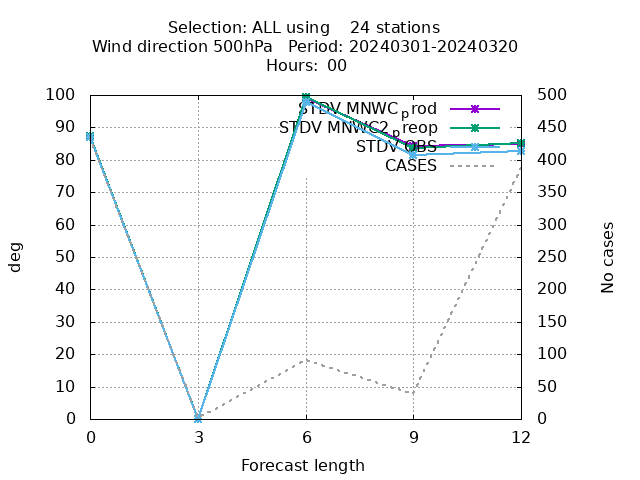 Selection: ALL using    24 stations
Wind direction 500hPa   Period: 20240301-20240320
Hours: 00
STDV MNWC_prod
STDV MNWC2_preop
STDV OBS
CASES
100
90
80
70
60
50
40
30
20
10
0
500
450
400
350
300
250
200
150
100
50
0
deg
No cases
0 3 6 9 12
Forecast length